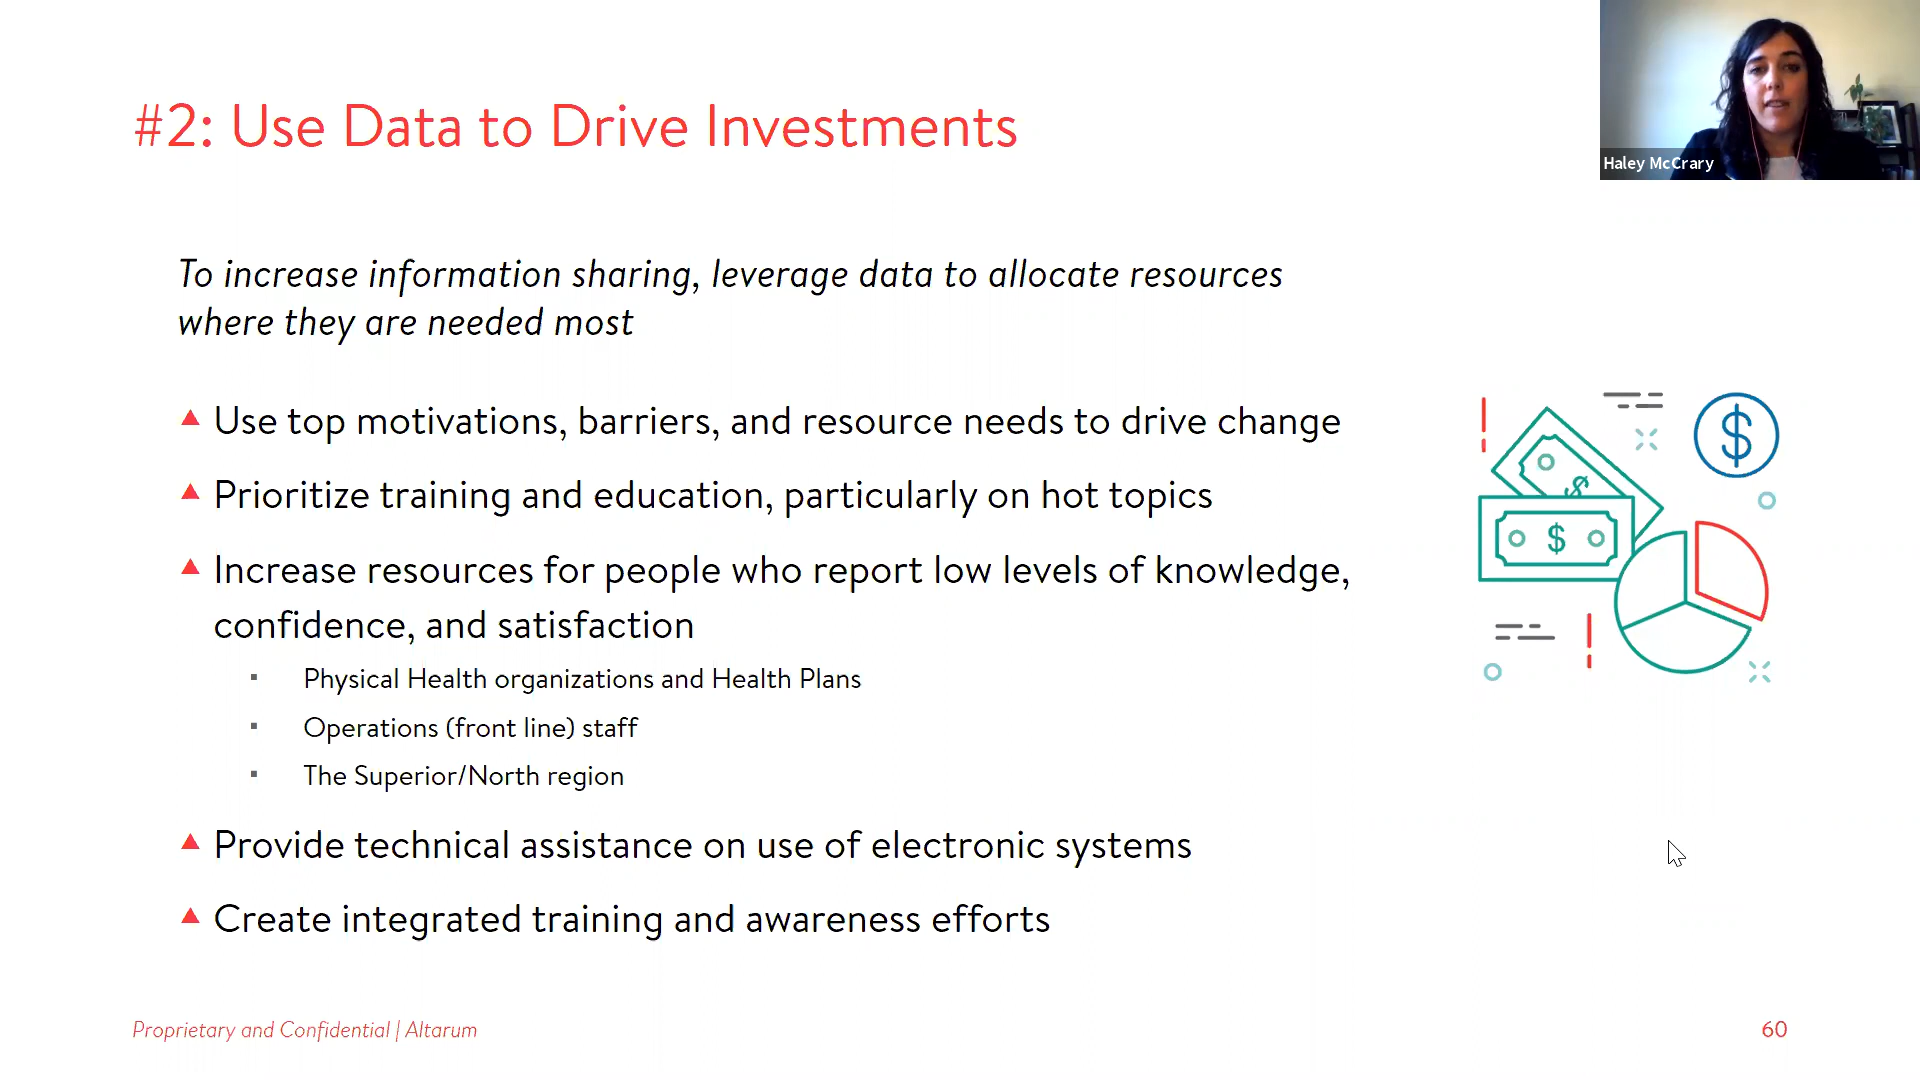 #2: Use Data to Drive Investments
Haley McCrary
To increase information sharing, leverage data to allocate resources
where they are needed most
Use top motivations, barriers, and resource needs to drive change
Prioritize training and education, particularly on hot topics
Increase resources for people who report low levels of knowledge,
confidence, and satisfaction
Physical Health organizations and Health Plans
Operations (front line) staff
The Superior/North region
Provide technical assistance on use of electronic systems
Create integrated training and awareness efforts
$
$
$
Proprietary and Confidential | Altarum
60